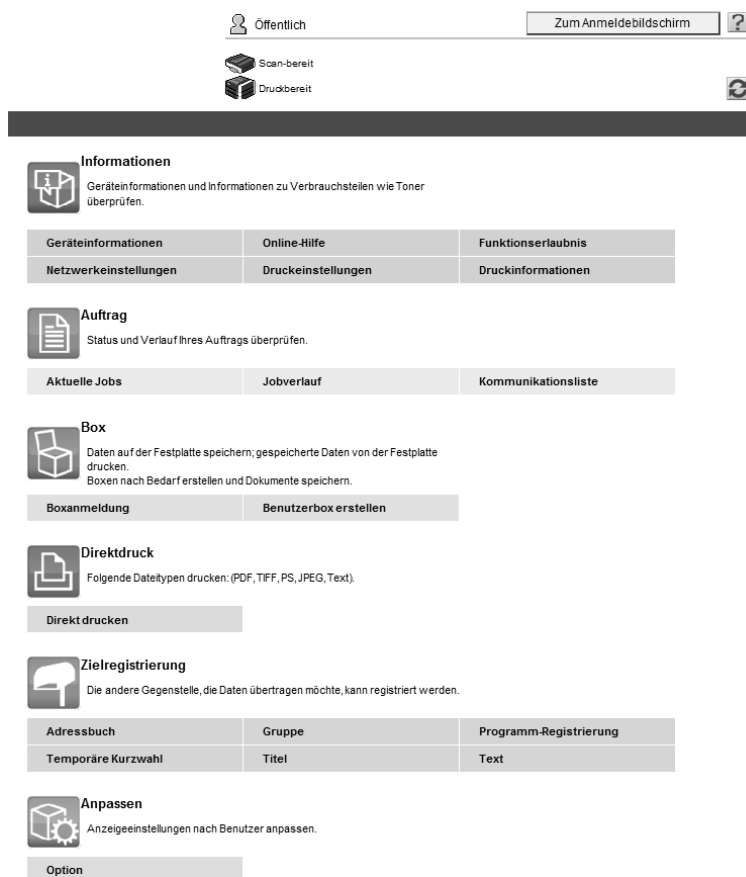 Öffentlich
Zum Anmeldebildschirm
?
Scan-bereit
Druckbereit
Informationen
Geräteinformationen und Informationen zu Verbrauchsteilen wie Toner
überprüfen.
Geräteinformationen Online-Hilfe Funktionserlaubnis
Netzwerkeinstellungen Druckeinstellungen Druckinformationen
Auftrag
Status und Verlauf Ihres Auftrags überprüfen.
Aktuelle Jobs Jobverlauf Kommunikationsliste
Box
Daten auf der Festplatte speichern; gespeicherte Daten von der Festplatte
drucken.
Boxen nach Bedarf erstellen und Dokumente speichern.
Boxanmeldung Benutzerbox erstellen
Direktdruck
Folgende Dateitypen drucken: (PDF, TIFF, PS, JPEG, Text).
Direkt drucken
Zielregistrierung
Die andere Gegenstelle, die Daten übertragen möchte, kann registriert werden.
Adressbuch Gruppe Programm-Registrierung
Temporäre Kurzwahl Titel Text
Anpassen
Anzeigeeinstellungen nach Benutzer anpassen.
Option